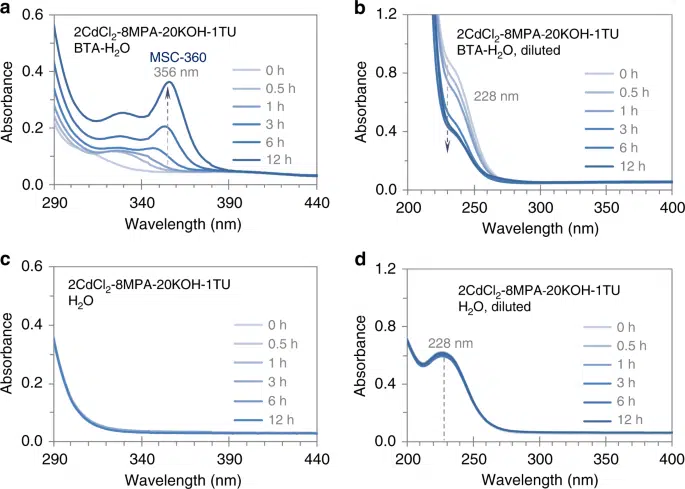 a
0.6
0.4
0.2
0.0
Absorbance
2CdCl₂-8MPA-20KOH-1TU
BTA-H₂O
MSC-360
356 nm
0 h
0.5 h
1 h
3 h
6 h
12 h
290
340
390
440
Wavelength (nm)
b
1.2
0.8
0.4
0.0
Absorbance
2CdCl₂-8MPA-20KOH-1TU
BTA-H₂O, diluted
228 nm
0 h
0.5 h
1 h
3 h
6 h
12 h
200
250
300
350
400
Wavelength (nm)
c
0.6
0.4
0.2
0.0
Absorbance
2CdCl₂-8MPA-20KOH-1TU
H₂O
0 h
0.5 h
1 h
3 h
6 h
12 h
290
340
390
440
Wavelength (nm)
d
1.2
0.8
0.4
0.0
Absorbance
2CdCl₂-8MPA-20KOH-1TU
H₂O, diluted
228 nm
0 h
0.5 h
1 h
3 h
6 h
12 h
200
250
300
350
400
Wavelength (nm)